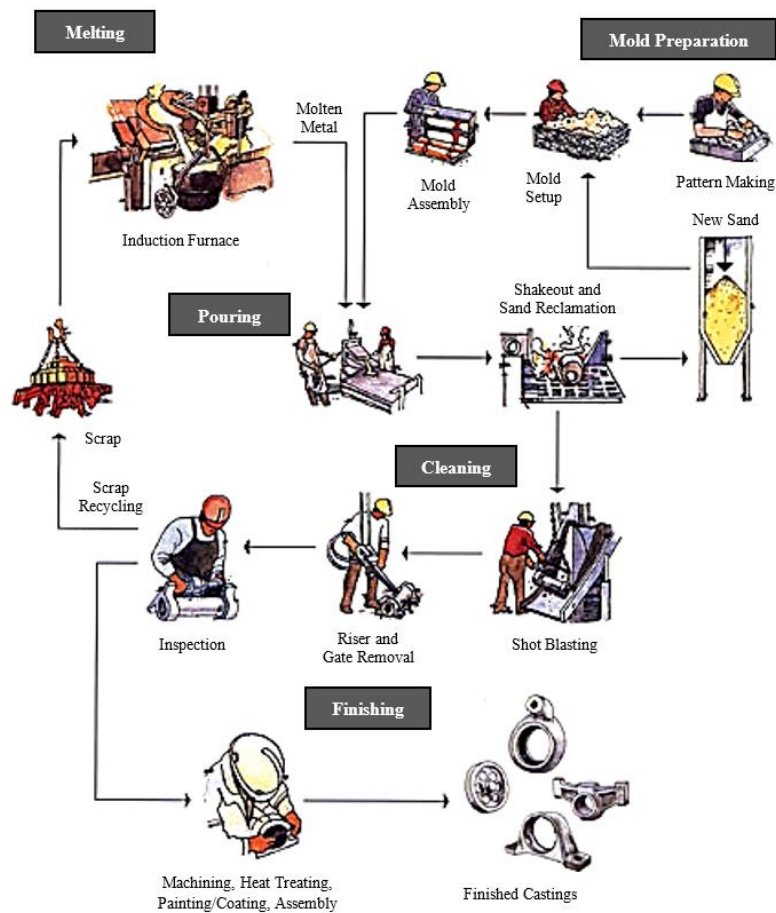 Melting
Mold Preparation
Molten
Metal
Induction Furnace
Mold
Assembly
Mold
Setup
Pattern Making
New Sand
Shakeout and
Sand Reclamation
Pouring
Scrap
Scrap
Recycling
Cleaning
Inspection
Riser and
Gate Removal
Shot Blasting
Finishing
Machining, Heat Treating,
Painting/Coating, Assembly
Finished Castings